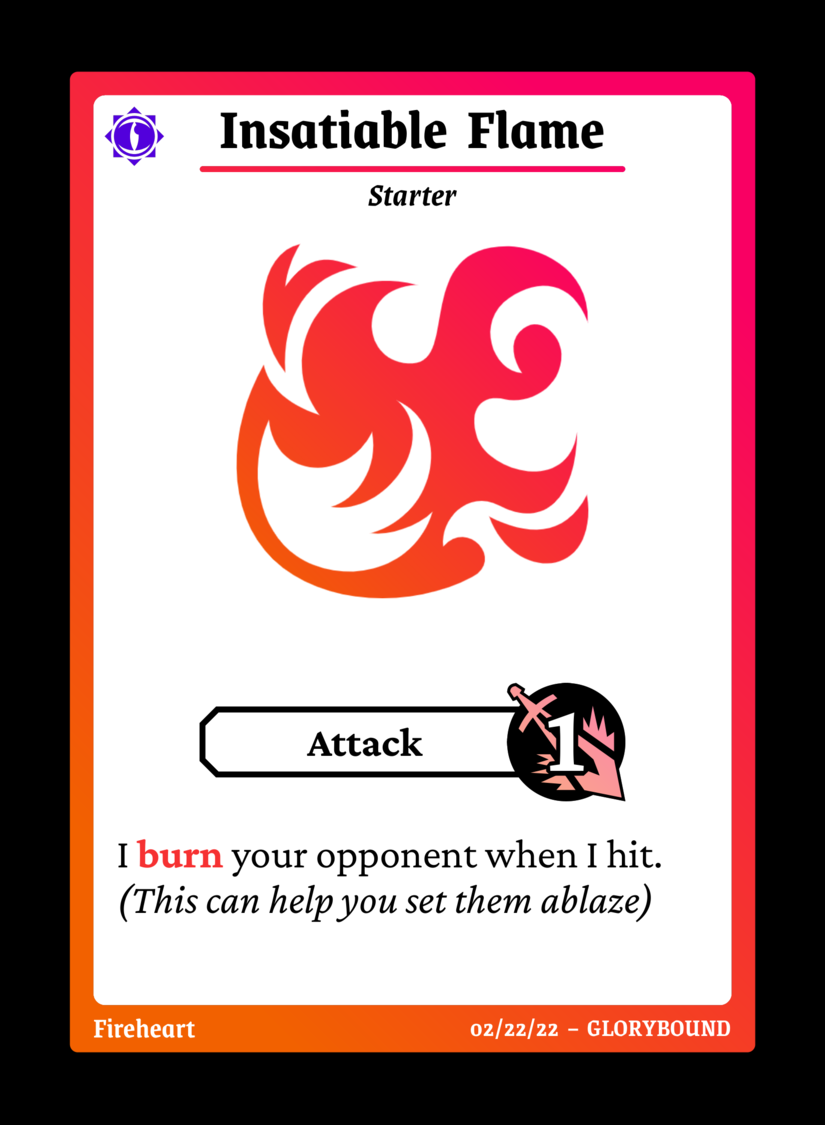 Insatiable Flame
Starter
Attack
1
I burn your opponent when I hit.
(This can help you set them ablaze)
Fireheart
02/22/22 – GLORYBOUND